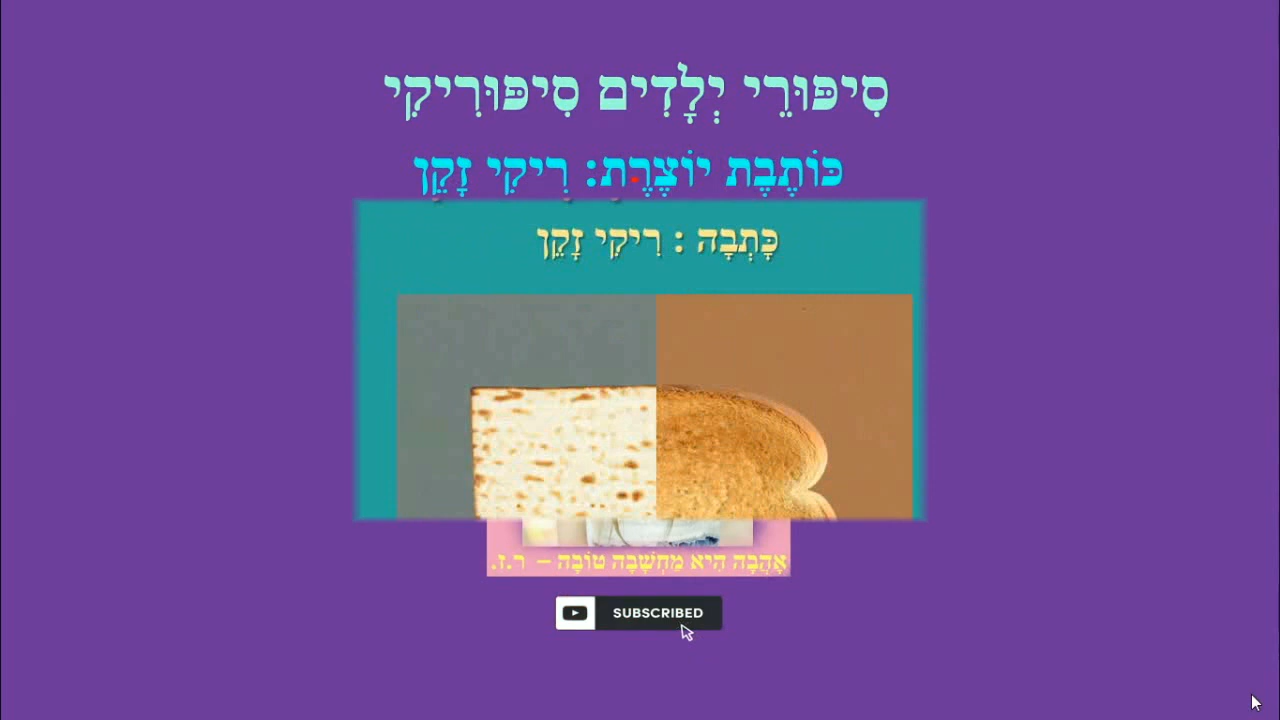 סִיפּוּרֵי יְלָדִים סִיפּוּרִיקִי
כּוֹתֶבֶת יוֹצֶרֶת: רִיקִי זָקֵן
כָּתְבָה : רִיקִי זָקֵן
אָהֲבָה הִיא מַחְשָׁבָה טוֹבָה – ר.ז.
SUBSCRIBED